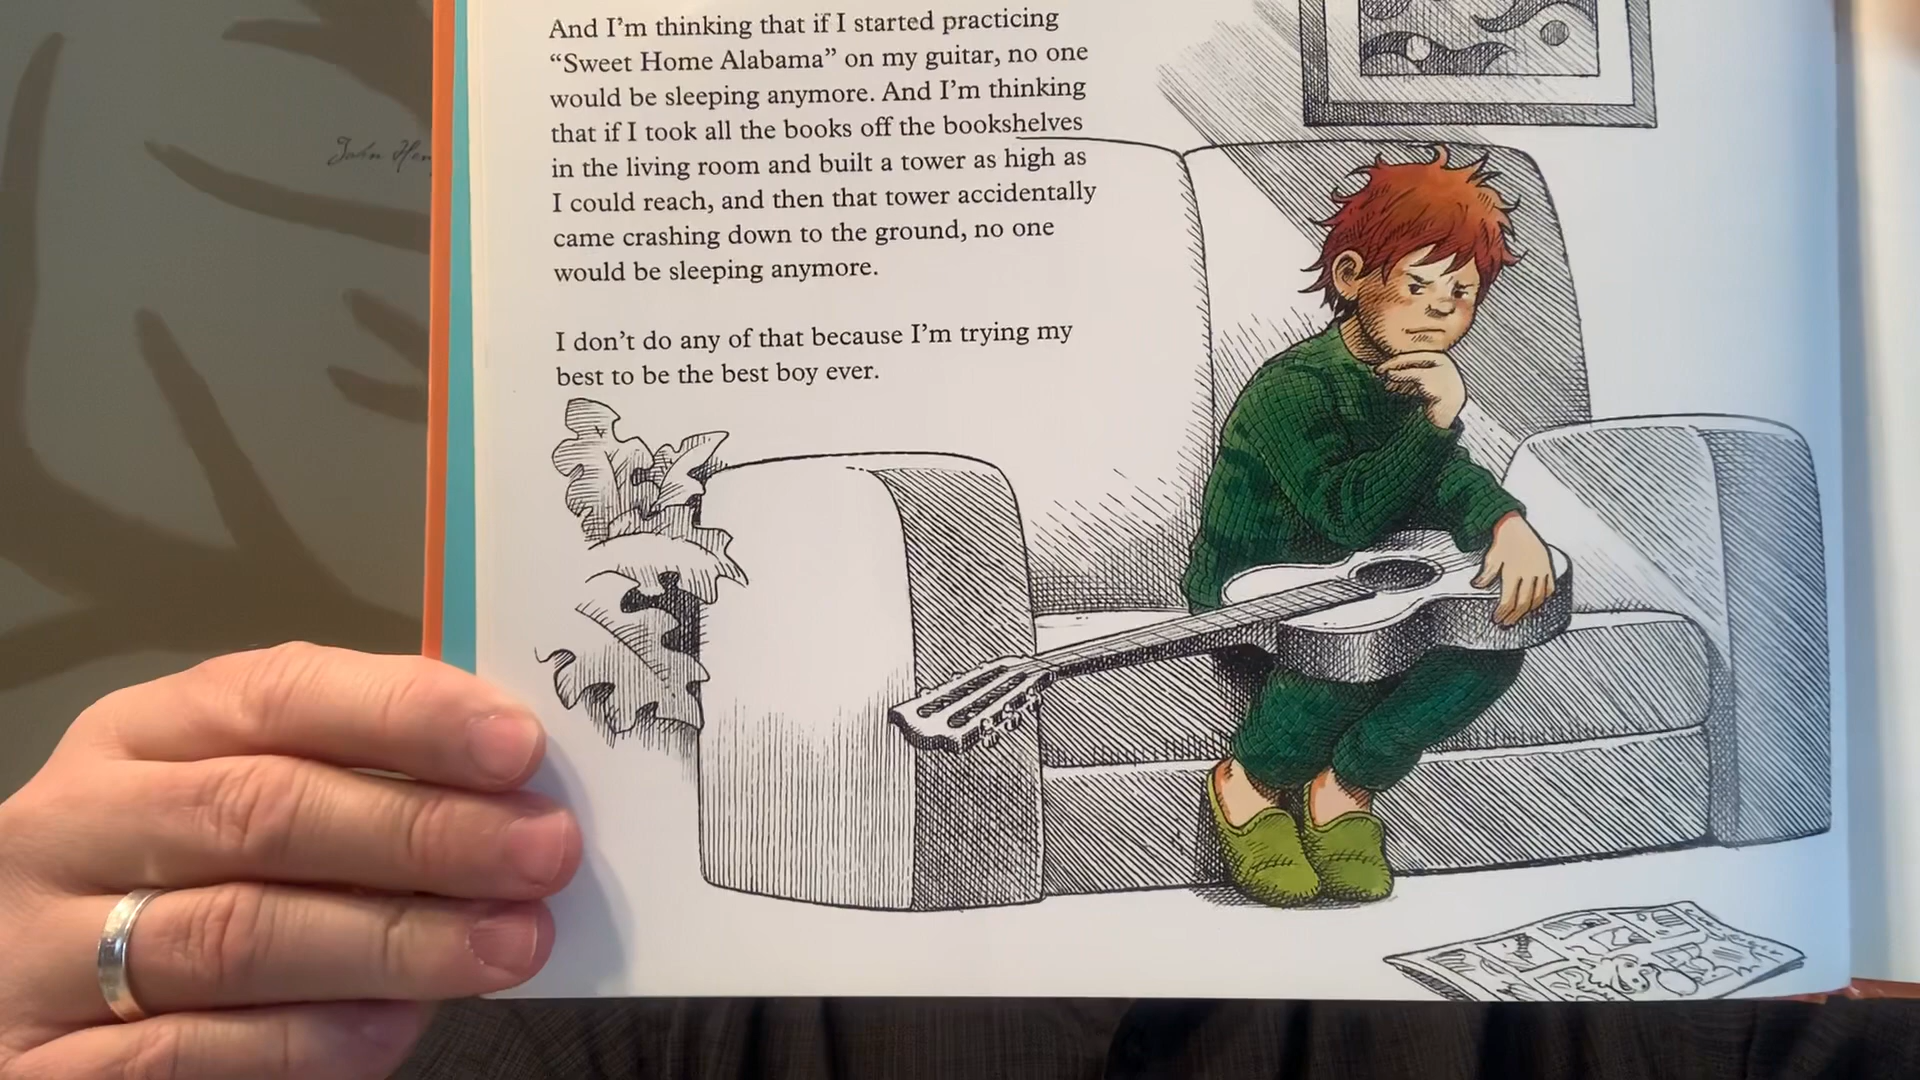 And I'm thinking that if I started practicing
“Sweet Home Alabama” on my guitar, no one
would be sleeping anymore. And I'm thinking
that if I took all the books off the bookshelves
in the living room and built a tower as high as
I could reach, and then that tower accidentally
came crashing down to the ground, no one
would be sleeping anymore.
I don't do any of that because I'm trying my
best to be the best boy ever.
John